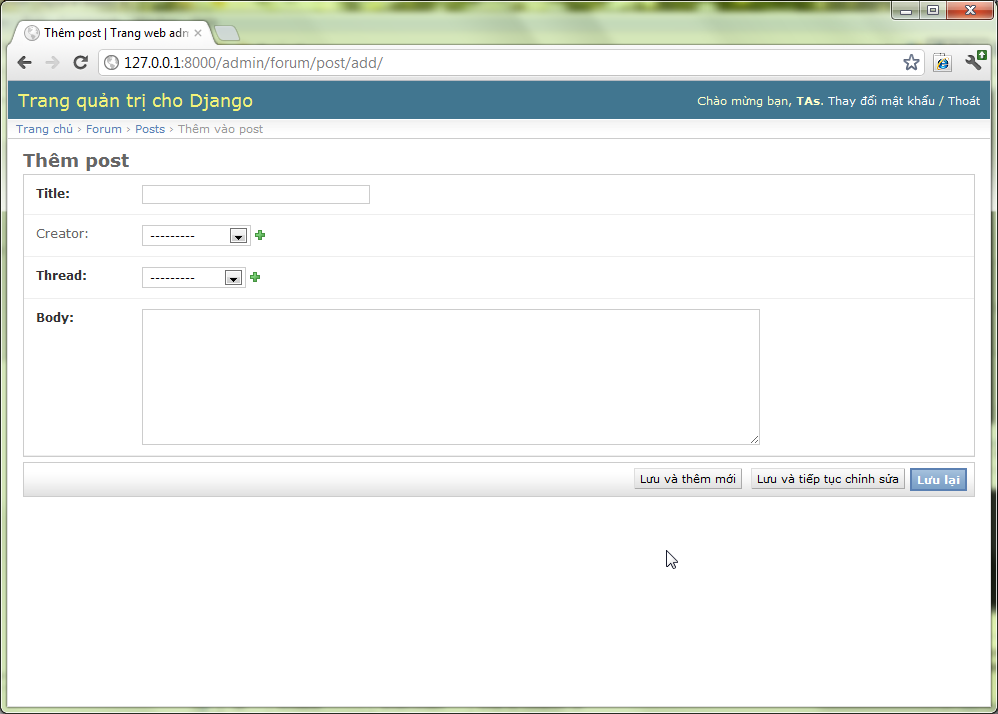 Thêm post | Trang web adn
127.0.0.1:8000/admin/forum/post/add/
Trang quản trị cho Django
Chào mừng bạn, TAs. Thay đổi mật khẩu / Thoát
Trang chủ › Forum › Posts › Thêm vào post
Thêm post
Title:
Creator: ---------
Thread: ---------
Body:
Lưu và thêm mới Lưu và tiếp tục chỉnh sửa Lưu lại